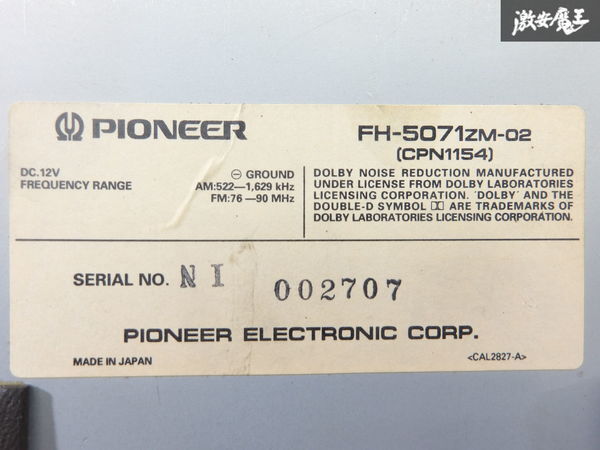 激安魔王
PIONEER
FH-5071ZM-02
(CPN1154)
DC.12V
FREQUENCY RANGE
⊖ GROUND
AM:522—1,629 kHz
FM:76 —90 MHz
DOLBY NOISE REDUCTION MANUFACTURED
UNDER LICENSE FROM DOLBY LABORATORIES
LICENSING CORPORATION. 'DOLBY' AND THE
DOUBLE-D SYMBOL ARE TRADEMARKS OF
DOLBY LABORATORIES LICENSING CORPORATION.
SERIAL NO. NI 002707
PIONEER ELECTRONIC CORP.
MADE IN JAPAN
<CAL2827-A>